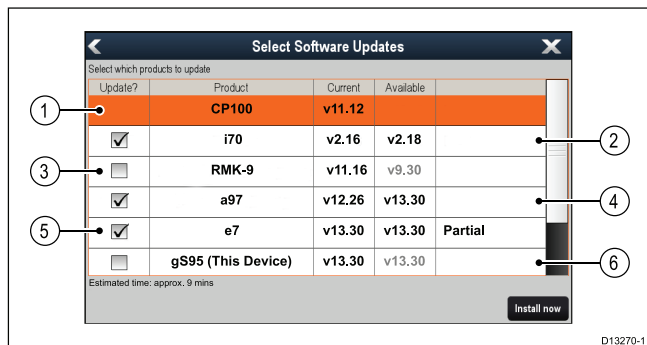 Select Software Updates
Select which products to update
Update? Product Current Available
1 CP100 v11.12
i70 v2.16 v2.18 2
3 RMK-9 v11.16 v9.30
a97 v12.26 v13.30 4
5 e7 v13.30 v13.30 Partial
gS95 (This Device) v13.30 v13.30 6
Estimated time: approx. 9 mins
Install now
D13270-1